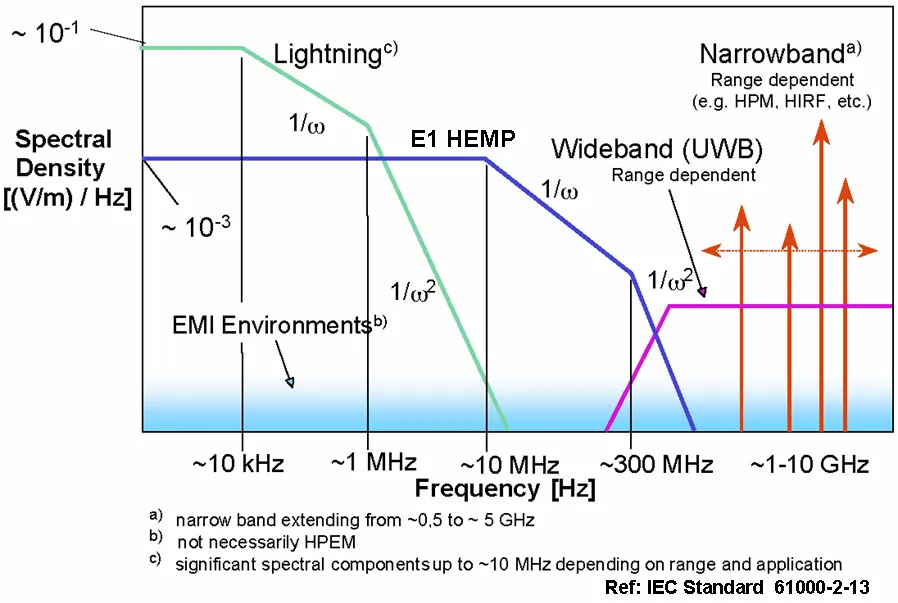 ~ 10-1
Lightningc)
Narrowbanda)
Range dependent
(e.g. HPM, HIRF, etc.)
1/ω
E1 HEMP
Spectral
Density
[(V/m) / Hz]
Wideband (UWB)
Range dependent
1/ω
~ 10-3
1/ω2
1/ω2
EMI Environmentsb)
~10 kHz
~1 MHz
~10 MHz
~300 MHz
~1-10 GHz
Frequency [Hz]
a) narrow band extending from ~0,5 to ~ 5 GHz
b) not necessarily HPEM
c) significant spectral components up to ~10 MHz depending on range and application
Ref: IEC Standard 61000-2-13